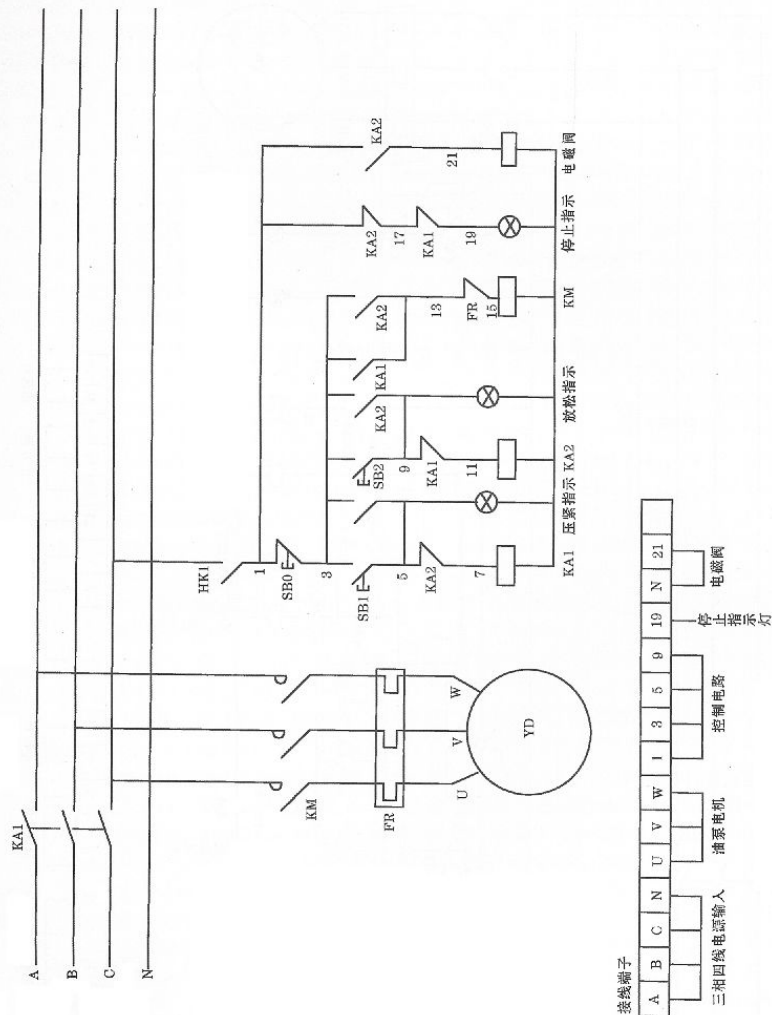 A
B
C
N
KA1
KM
FR
U
V
W
YD
HK1
1
SB0
3
SB1
5
KA2
7
KA1
压紧指示
SB2
9
KA1
11
KA2
KA2
放松指示
KA1
KA2
13
FR
15
KM
KA2
17
KA1
19
停止指示
KA2
21
电磁阀
接线端子
A B C N U V W 1 3 5 9 19 N 21
三相四线电源输入
油泵电机
控制电路
停止指示灯
电磁阀